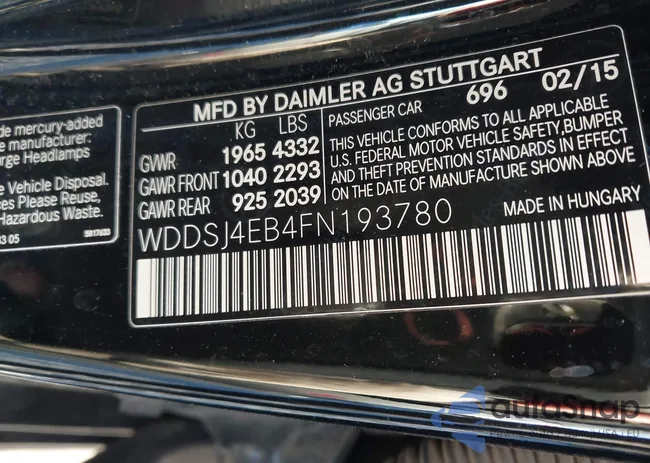 de mercury-added
e manufacturer:
rge Headlamps
e Vehicle Disposal.
s Please Reuse,
Hazardous Waste.
33 05 5817633
MFD BY DAIMLER AG STUTTGART
KG LBS
GVWR 1965 4332
GAWR FRONT 1040 2293
GAWR REAR 925 2039
PASSENGER CAR 696 02/15
THIS VEHICLE CONFORMS TO ALL APPLICABLE
U.S. FEDERAL MOTOR VEHICLE SAFETY, BUMPER
AND THEFT PREVENTION STANDARDS IN EFFECT
ON THE DATE OF MANUFACTURE SHOWN ABOVE
WDDSJ4EB4FN193780 MADE IN HUNGARY
autoSnap